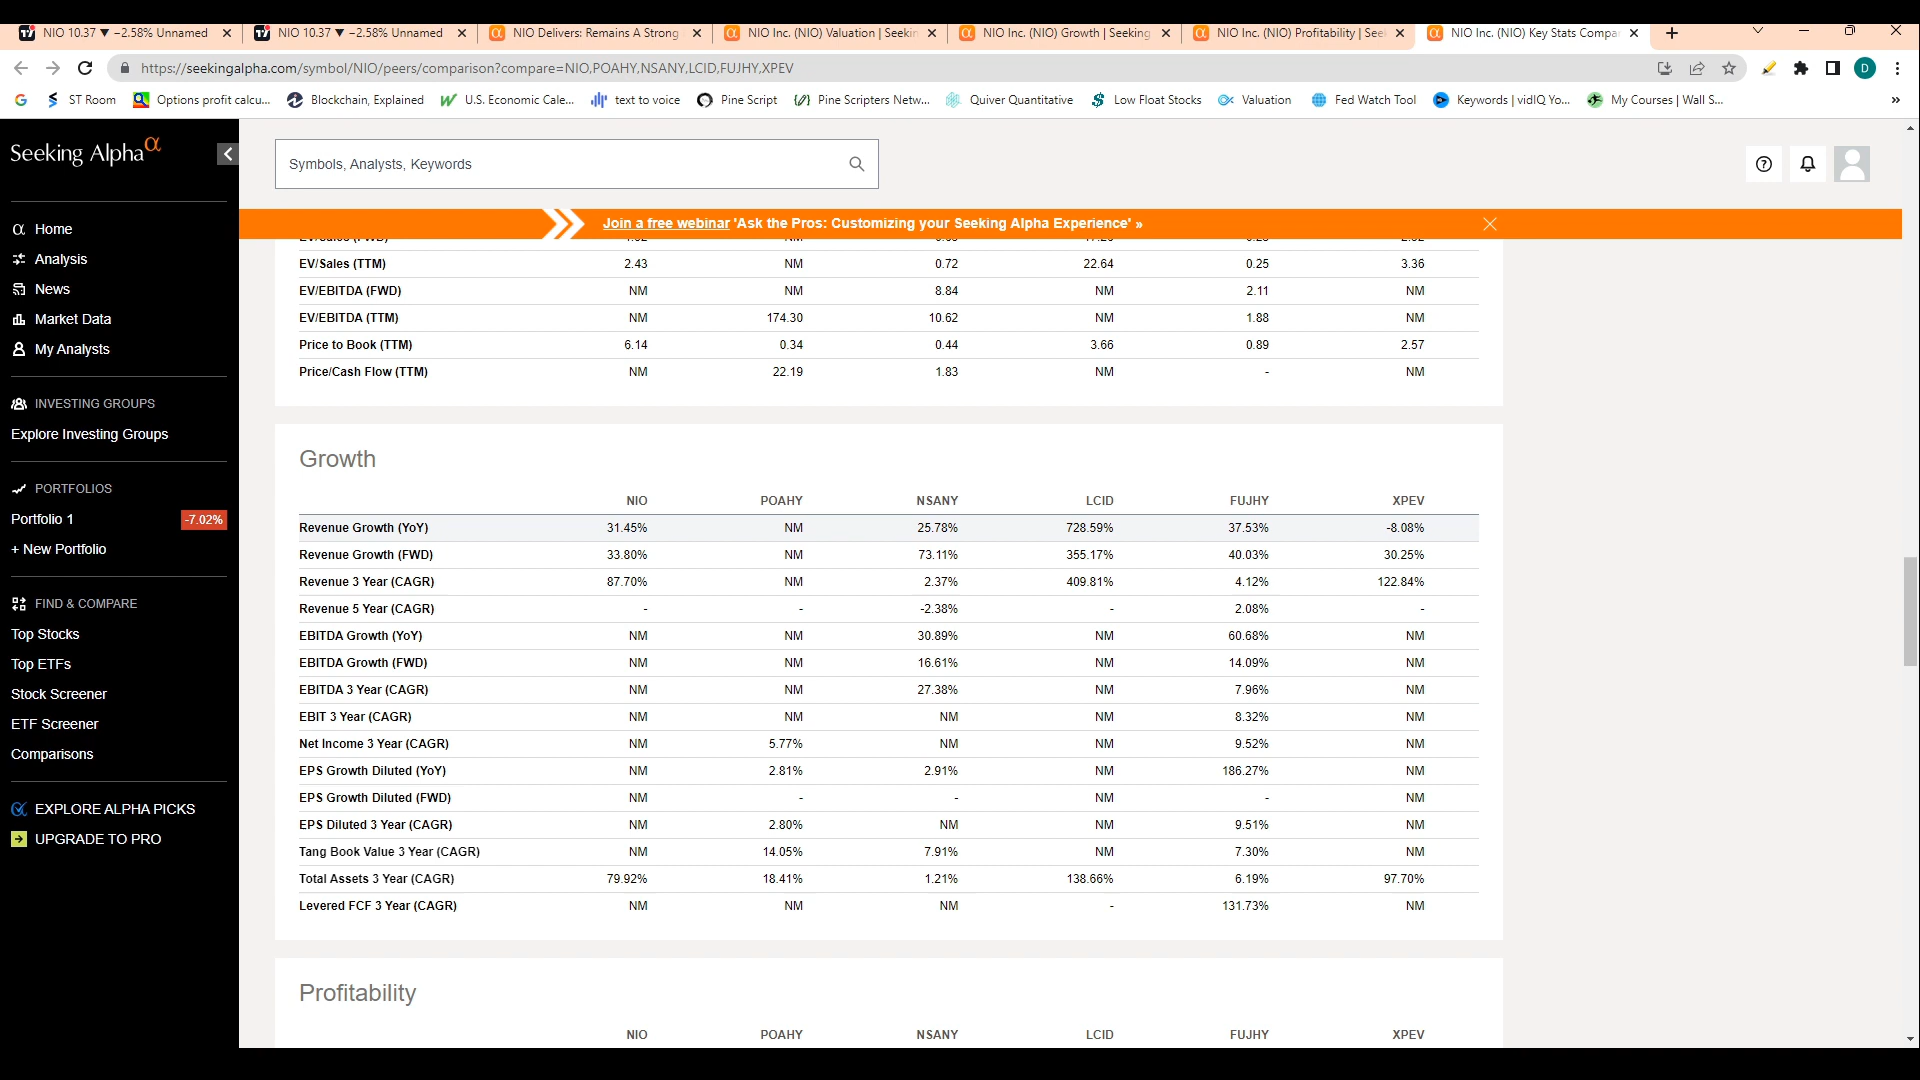 NIO 10.37 ▼ −2.58% Unnamed
NIO 10.37 ▼ −2.58% Unnamed
NIO Delivers: Remains A Strong
NIO Inc. (NIO) Valuation | Seekin
NIO Inc. (NIO) Growth | Seeking
NIO Inc. (NIO) Profitability | See
NIO Inc. (NIO) Key Stats Compar
https://seekingalpha.com/symbol/NIO/peers/comparison?compare=NIO,POAHY,NSANY,LCID,FUJHY,XPEV
D
ST Room
Options profit calcu...
Blockchain, Explained
U.S. Economic Cale...
text to voice
Pine Script
Pine Scripters Netw...
Quiver Quantitative
Low Float Stocks
Valuation
Fed Watch Tool
Keywords | vidIQ Yo...
My Courses | Wall S...
Seeking Alpha α
Symbols, Analysts, Keywords
Join a free webinar 'Ask the Pros: Customizing your Seeking Alpha Experience' »
Home
Analysis
News
Market Data
My Analysts
INVESTING GROUPS
Explore Investing Groups
PORTFOLIOS
Portfolio 1 -7.02%
+ New Portfolio
FIND & COMPARE
Top Stocks
Top ETFs
Stock Screener
ETF Screener
Comparisons
EXPLORE ALPHA PICKS
UPGRADE TO PRO
EV/Sales (TTM) 2.43 NM 0.72 22.64 0.25 3.36
EV/EBITDA (FWD) NM NM 8.84 NM 2.11 NM
EV/EBITDA (TTM) NM 174.30 10.62 NM 1.88 NM
Price to Book (TTM) 6.14 0.34 0.44 3.66 0.89 2.57
Price/Cash Flow (TTM) NM 22.19 1.83 NM - NM
Growth
NIO POAHY NSANY LCID FUJHY XPEV
Revenue Growth (YoY) 31.45% NM 25.78% 728.59% 37.53% -8.08%
Revenue Growth (FWD) 33.80% NM 73.11% 355.17% 40.03% 30.25%
Revenue 3 Year (CAGR) 87.70% NM 2.37% 409.81% 4.12% 122.84%
Revenue 5 Year (CAGR) - - -2.38% - 2.08% -
EBITDA Growth (YoY) NM NM 30.89% NM 60.68% NM
EBITDA Growth (FWD) NM NM 16.61% NM 14.09% NM
EBITDA 3 Year (CAGR) NM NM 27.38% NM 7.96% NM
EBIT 3 Year (CAGR) NM NM NM NM 8.32% NM
Net Income 3 Year (CAGR) NM 5.77% NM NM 9.52% NM
EPS Growth Diluted (YoY) NM 2.81% 2.91% NM 186.27% NM
EPS Growth Diluted (FWD) NM - - NM - NM
EPS Diluted 3 Year (CAGR) NM 2.80% NM NM 9.51% NM
Tang Book Value 3 Year (CAGR) NM 14.05% 7.91% NM 7.30% NM
Total Assets 3 Year (CAGR) 79.92% 18.41% 1.21% 138.66% 6.19% 97.70%
Levered FCF 3 Year (CAGR) NM NM NM - 131.73% NM
Profitability
NIO POAHY NSANY LCID FUJHY XPEV